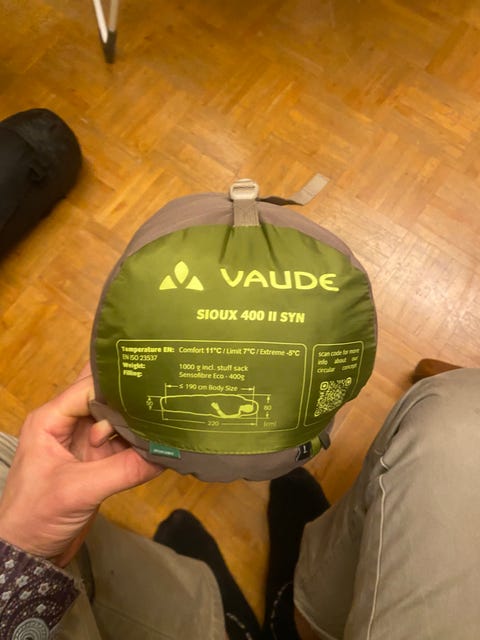 VAUDE
SIOUX 400 II SYN
Temperature EN: Comfort 11°C / Limit 7°C / Extreme -5°C
EN ISO 23537
Weight: 1000 g incl. stuff sack
Filling: Sensofibre Eco - 400g
≤ 190 cm Body Size
80
220 [cm]
scan code for more
info about our
circular concept